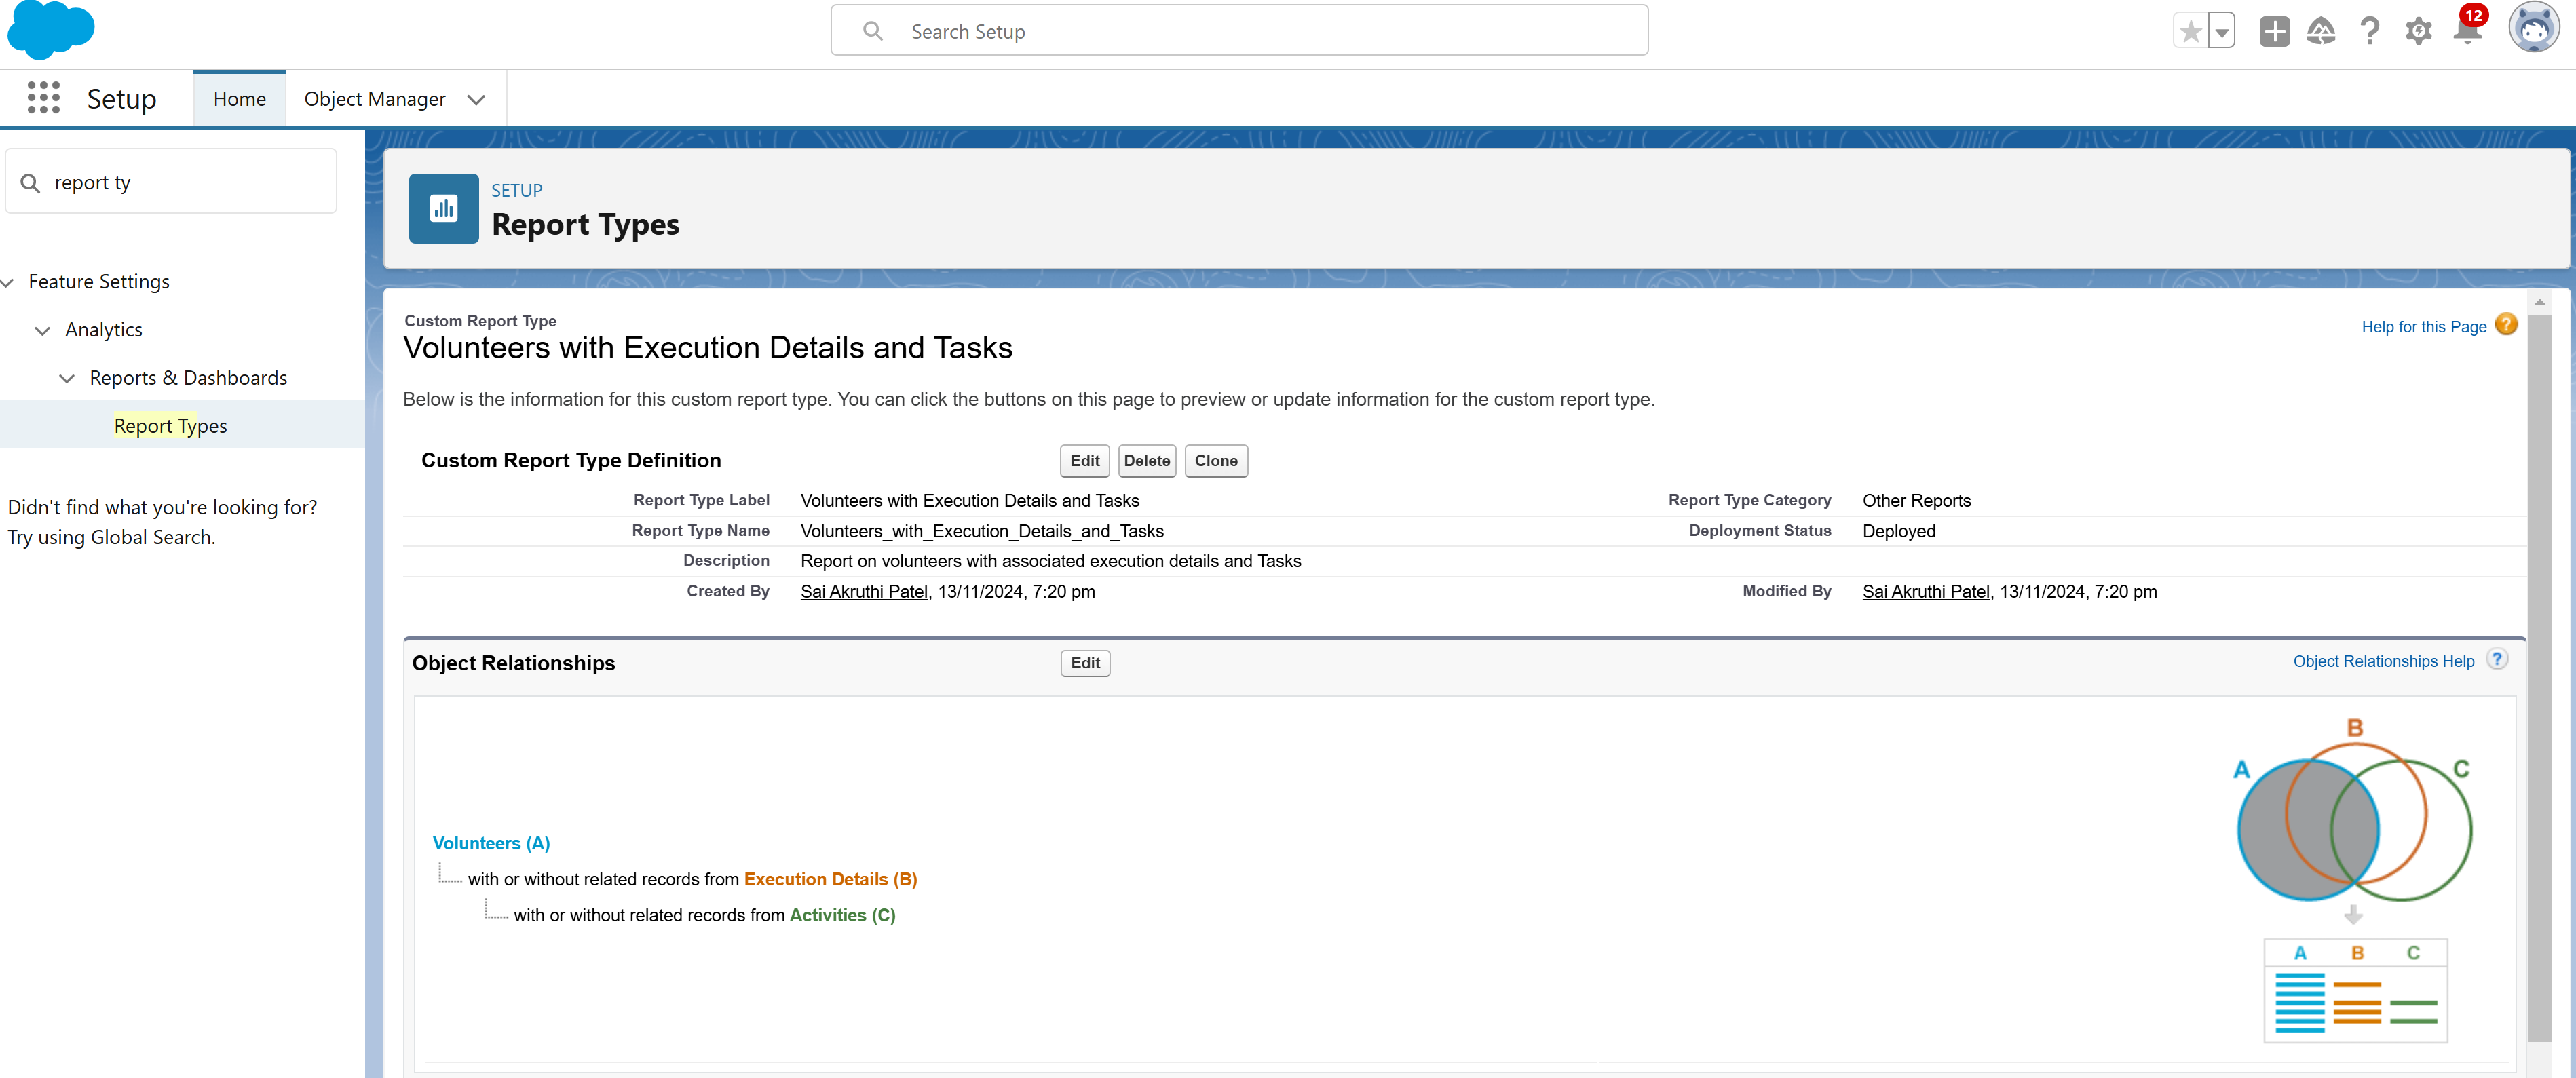 Search Setup
12
Setup
Home
Object Manager
report ty
Feature Settings
Analytics
Reports & Dashboards
Report Types
Didn't find what you're looking for?
Try using Global Search.
SETUP
Report Types
Custom Report Type
Volunteers with Execution Details and Tasks
Help for this Page ?
Below is the information for this custom report type. You can click the buttons on this page to preview or update information for the custom report type.
Custom Report Type Definition Edit Delete Clone
Report Type Label Volunteers with Execution Details and Tasks Report Type Category Other Reports
Report Type Name Volunteers_with_Execution_Details_and_Tasks Deployment Status Deployed
Description Report on volunteers with associated execution details and Tasks
Created By Sai Akruthi Patel, 13/11/2024, 7:20 pm Modified By Sai Akruthi Patel, 13/11/2024, 7:20 pm
Object Relationships Edit Object Relationships Help ?
B
A C
Volunteers (A)
with or without related records from Execution Details (B)
with or without related records from Activities (C)
A B C